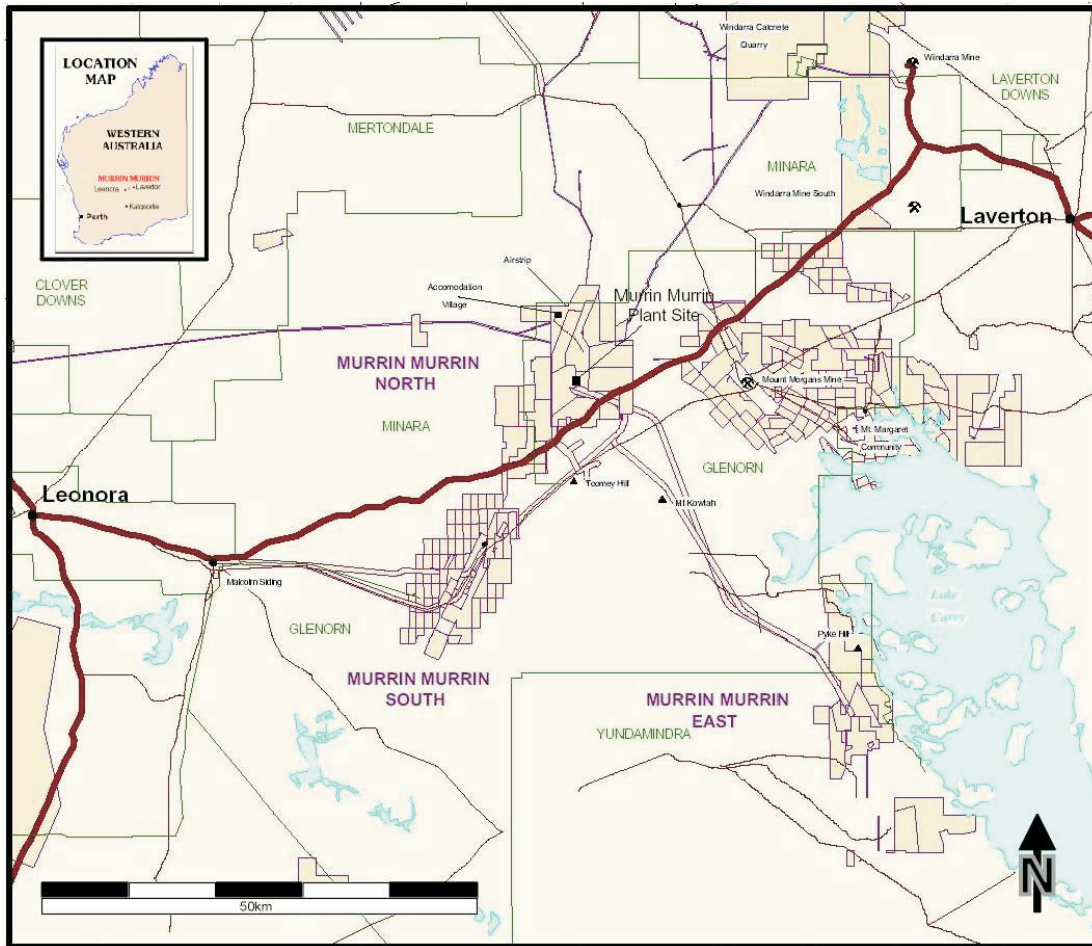 LOCATION
MAP
WESTERN
AUSTRALIA
MURRIN MURRIN
Leonora
Laverton
Kalgoorlie
Perth
Windarra Calcrete
Quarry
Windarra Mine
LAVERTON
DOWNS
MERTONDALE
MINARA
Windarra Mine South
Laverton
Airstrip
CLOVER
DOWNS
Accomodation
Village
Murrin Murrin
Plant Site
MURRIN MURRIN
NORTH
Mount Morgans Mine
MINARA
Mt. Margaret
Community
GLENORN
Leonora
Toomey Hill
Mt Kowtah
Malcolm Siding
Lake
Carey
GLENORN
Pyke Hill
MURRIN MURRIN
SOUTH
MURRIN MURRIN
EAST
YUNDAMINDRA
50km
N